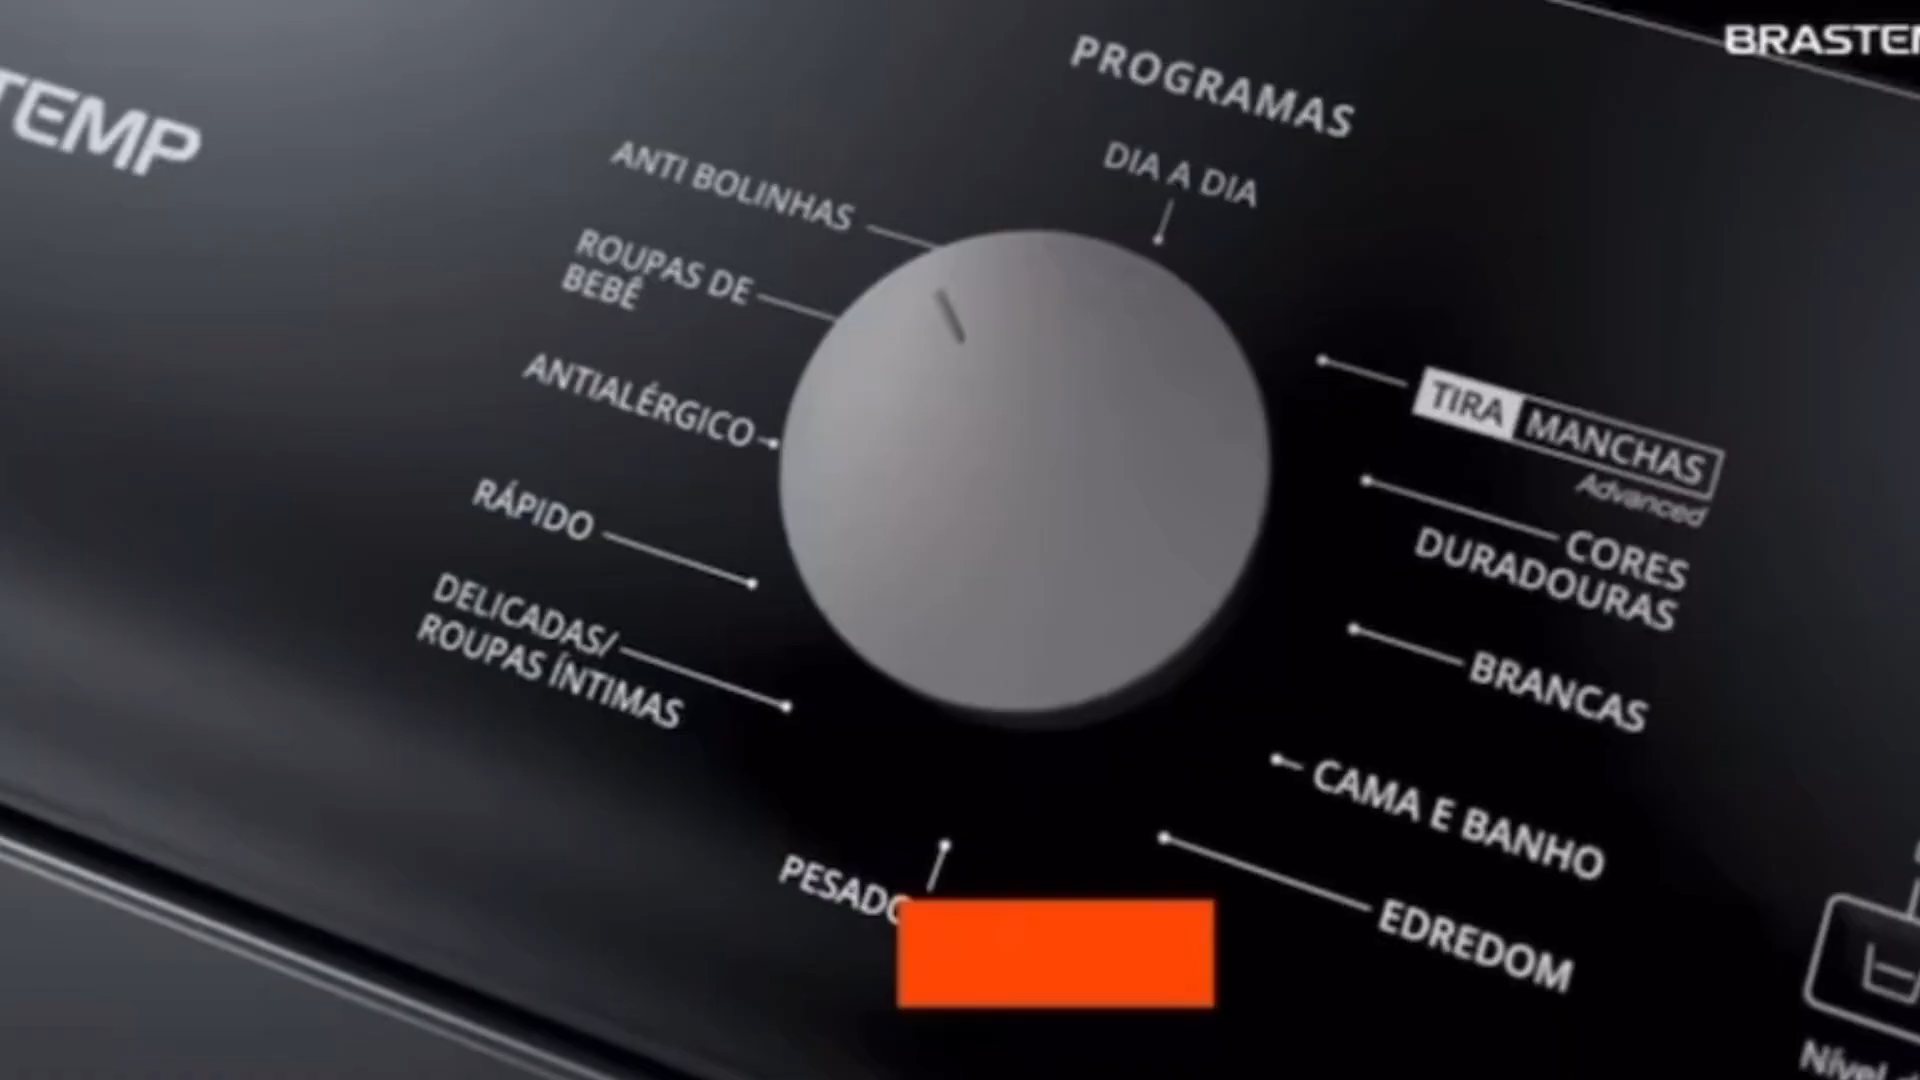 BRASTEM
TEMP
PROGRAMAS
DIA A DIA
ANTI BOLINHAS
ROUPAS DE
BEBÊ
ANTIALÉRGICO
RÁPIDO
DELICADAS/
ROUPAS ÍNTIMAS
PESADO
TIRA MANCHAS
Advanced
CORES
DURADOURAS
BRANCAS
CAMA E BANHO
EDREDOM
Nível